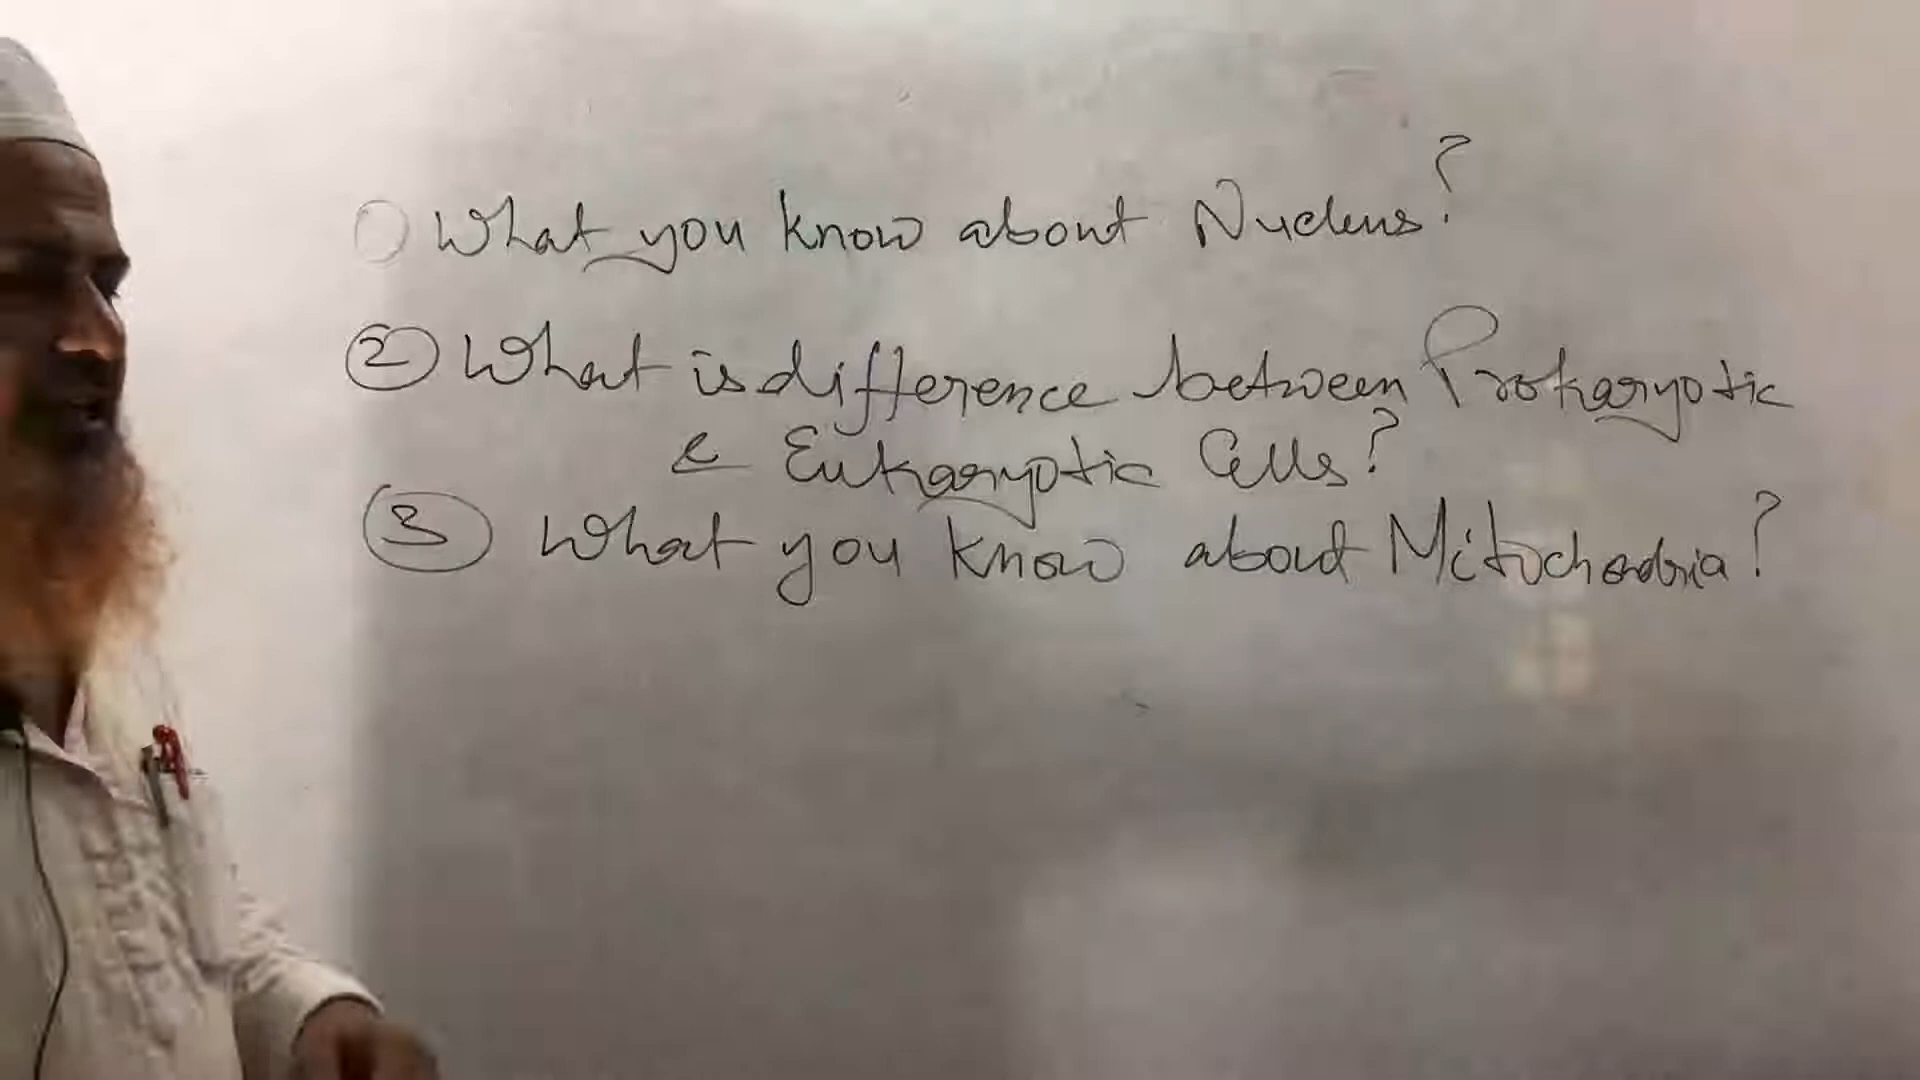 ① What you know about Nucleus?
② What is difference between Prokaryotic
& Eukaryotic Cells?
③ What you know about Mitochondria?